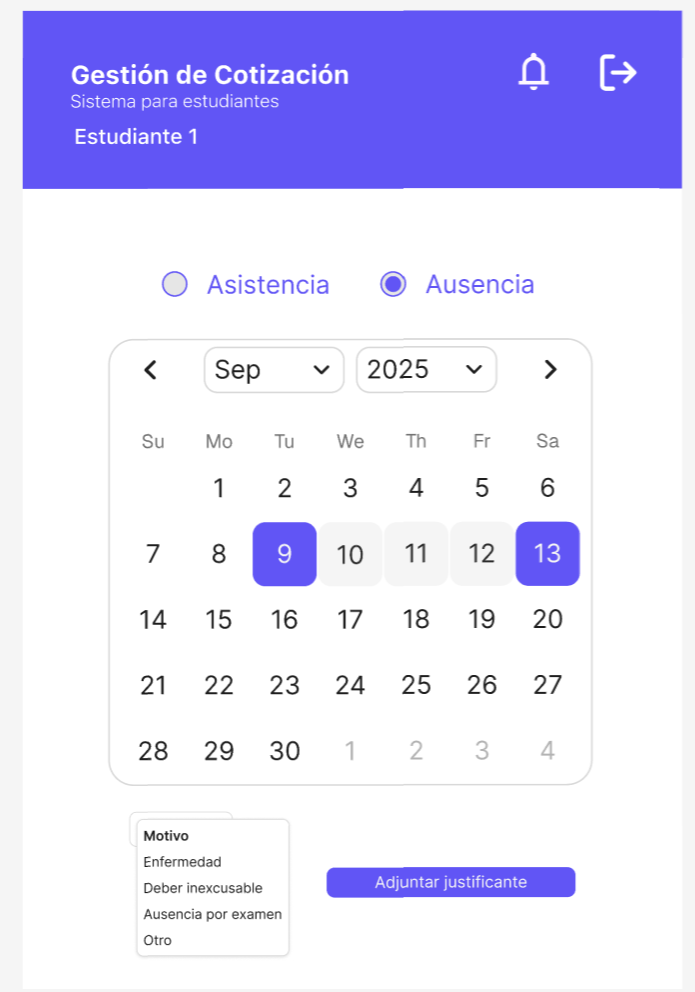 Gestión de Cotización
Sistema para estudiantes
Estudiante 1
Asistencia Ausencia
Sep 2025
Su Mo Tu We Th Fr Sa
1 2 3 4 5 6
7 8 9 10 11 12 13
14 15 16 17 18 19 20
21 22 23 24 25 26 27
28 29 30 1 2 3 4
Motivo
Enfermedad
Deber inexcusable
Ausencia por examen
Otro
Adjuntar justificante